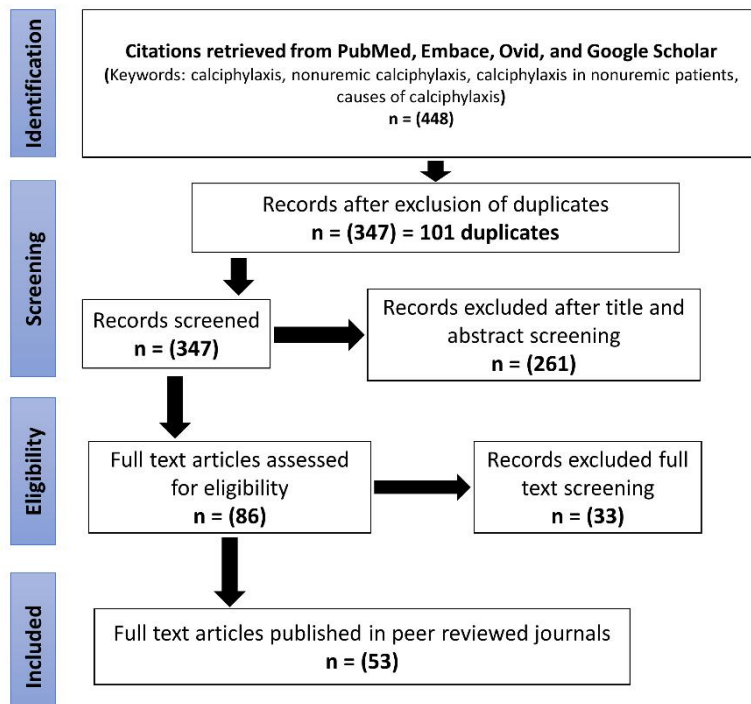 Identification
Citations retrieved from PubMed, Embace, Ovid, and Google Scholar
(Keywords: calciphylaxis, nonuremic calciphylaxis, calciphylaxis in nonuremic patients,
causes of calciphylaxis)
n = (448)
Screening
Records after exclusion of duplicates
n = (347) = 101 duplicates
Records screened
n = (347)
Records excluded after title and
abstract screening
n = (261)
Eligibility
Full text articles assessed
for eligibility
n = (86)
Records excluded full
text screening
n = (33)
Included
Full text articles published in peer reviewed journals
n = (53)